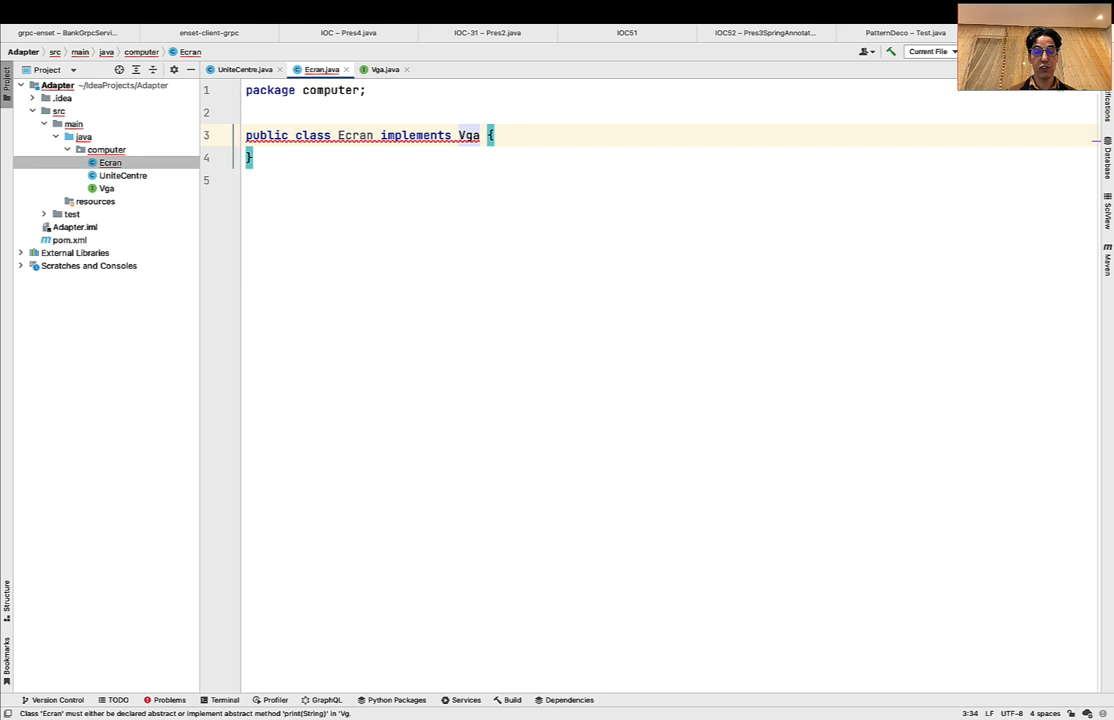 grpc-enset – BankGrpcServi...
enset-client-grpc
IOC – Pres4.java
IOC-31 – Pres2.java
IOC51
IOC52 – Pres3SpringAnnotat...
PatternDeco – Test.java
Adapter
src
main
java
computer
Ecran
Current File
Project
UniteCentre.java
Ecran.java
Vga.java
Project
Adapter ~/IdeaProjects/Adapter
.idea
src
main
java
computer
Ecran
UniteCentre
Vga
resources
test
Adapter.iml
pom.xml
External Libraries
Scratches and Consoles
1 package computer;
2
3 public class Ecran implements Vga {
4 }
5
Database
SciView
Maven
Structure
Bookmarks
Version Control
TODO
Problems
Terminal
Profiler
GraphQL
Python Packages
Services
Build
Dependencies
Class 'Ecran' must either be declared abstract or implement abstract method 'print(String)' in 'Vga
3:34
LF
UTF-8
4 spaces